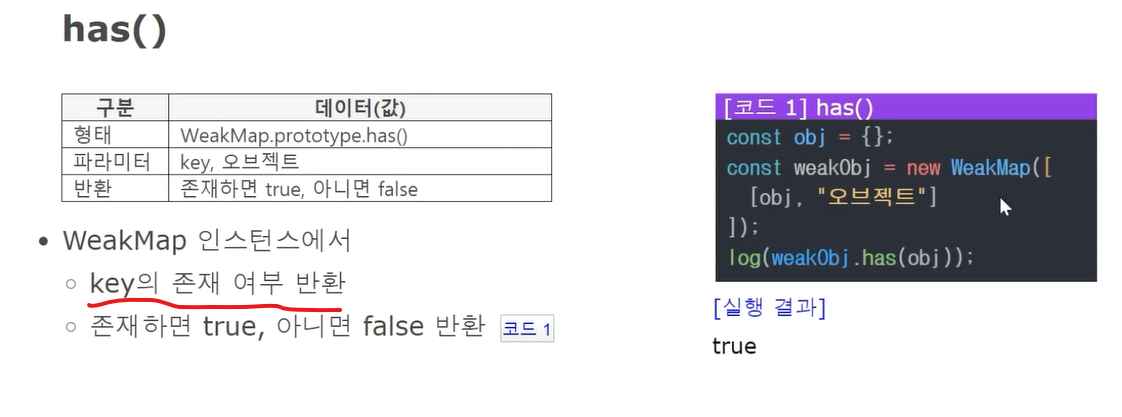 has()
구분 데이터(값)
형태 WeakMap.prototype.has()
파라미터 key, 오브젝트
반환 존재하면 true, 아니면 false
• WeakMap 인스턴스에서
○ key의 존재 여부 반환
○ 존재하면 true, 아니면 false 반환 코드 1
[코드 1] has()
const obj = {};
const weakObj = new WeakMap([
[obj, "오브젝트"]
]);
log(weakObj.has(obj));
[실행 결과]
true